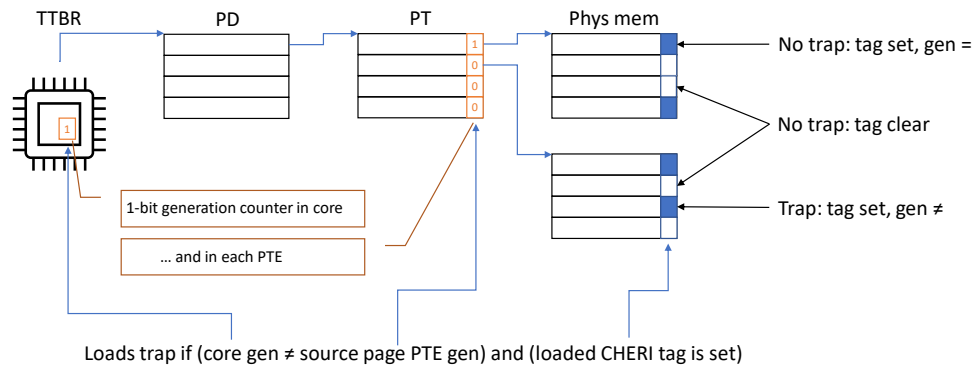 TTBR
PD
PT
Phys mem
1
0
0
0
1
No trap: tag set, gen =
No trap: tag clear
Trap: tag set, gen ≠
1-bit generation counter in core
... and in each PTE
Loads trap if (core gen ≠ source page PTE gen) and (loaded CHERI tag is set)